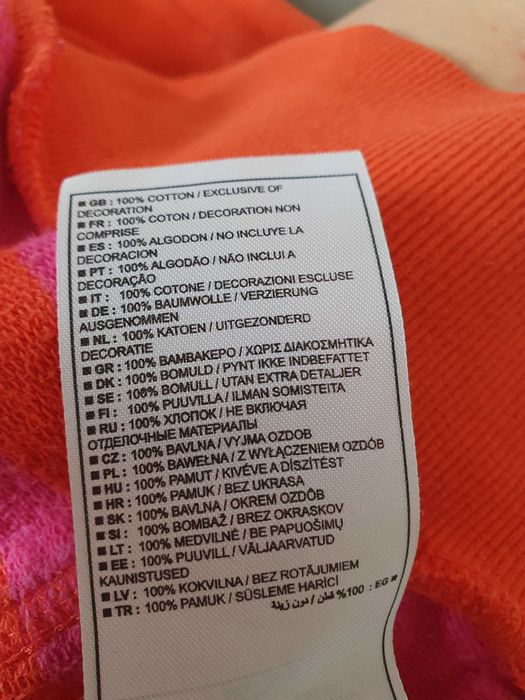 ■ GB : 100% COTTON / EXCLUSIVE OF
DECORATION
■ FR : 100% COTON / DECORATION NON
COMPRISE
■ ES : 100% ALGODON / NO INCLUYE LA
DECORACION
■ PT : 100% ALGODÃO / NÃO INCLUI A
DECORAÇÃO
■ IT : 100% COTONE / DECORAZIONI ESCLUSE
■ DE : 100% BAUMWOLLE / VERZIERUNG
AUSGENOMMEN
■ NL : 100% KATOEN / UITGEZONDERD
DECORATIE
■ GR : 100% ΒΑΜΒΑΚΕΡΟ / ΧΩΡΙΣ ΔΙΑΚΟΣΜΗΤΙΚΑ
■ DK : 100% BOMULD / PYNT IKKE INDBEFATTET
■ SE : 100% BOMULL / UTAN EXTRA DETALJER
■ FI : 100% PUUVILLA / ILMAN SOMISTEITA
■ RU : 100% ХЛОПОК / НЕ ВКЛЮЧАЯ
ОТДЕЛОЧНЫЕ МАТЕРИАЛЫ
■ CZ : 100% BAVLNA / VYJMA OZDOB
■ PL : 100% BAWEŁNA / Z WYŁĄCZENIEM OZDÓB
■ HU : 100% PAMUT / KIVÉVE A DÍSZÍTÉST
■ HR : 100% PAMUK / BEZ UKRASA
■ SK : 100% BAVLNA / OKREM OZDÔB
■ SI : 100% BOMBAŽ / BREZ OKRASKOV
■ LT : 100% MEDVILNĖ / BE PAPUOŠIMŲ
■ EE : 100% PUUVILL / VÄLJAARVATUD
KAUNISTUSED
■ LV : 100% KOKVILNA / BEZ ROTĀJUMIEM
■ TR : 100% PAMUK / SÜSLEME HARİCİ
■ EG : 100% قطن / دون زينة